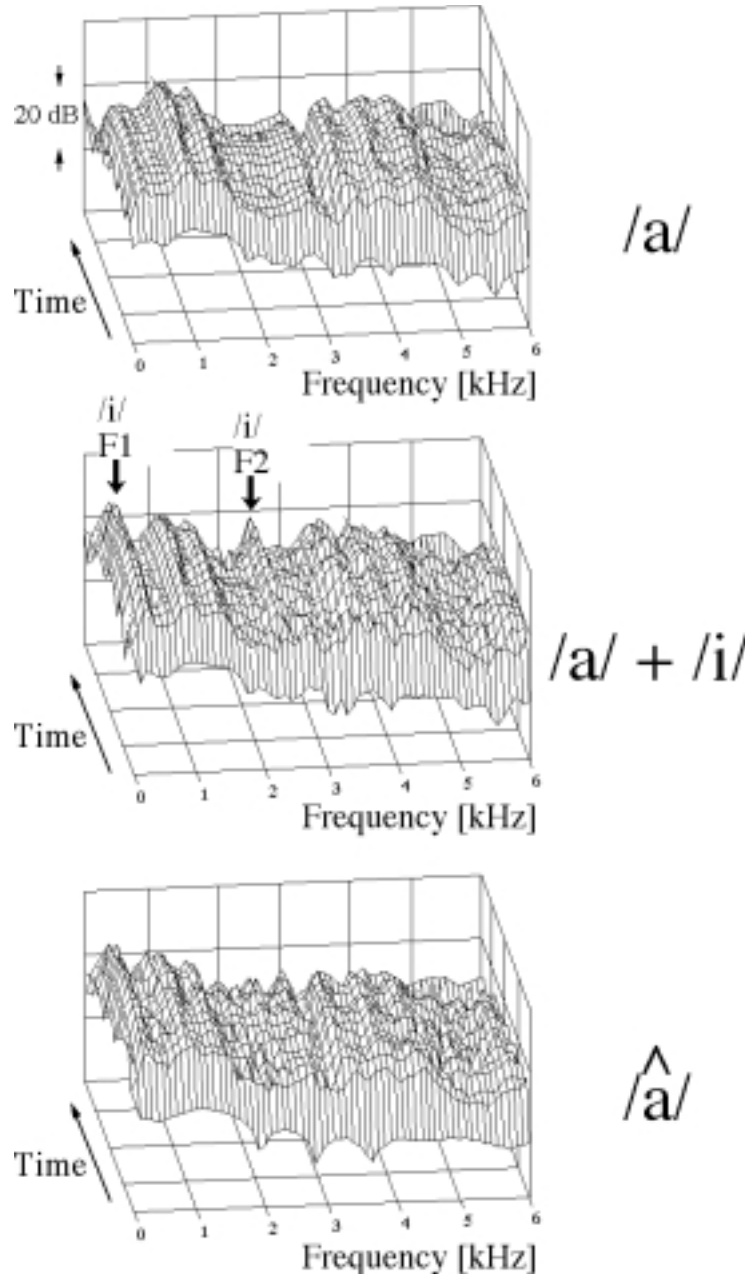 20 dB
/a/
Time
0 1 2 3 4 5 6
Frequency [kHz]
/i/ /i/
F1 F2
/a/ + /i/
Time
0 1 2 3 4 5 6
Frequency [kHz]
/â/
Time
0 1 2 3 4 5 6
Frequency [kHz]